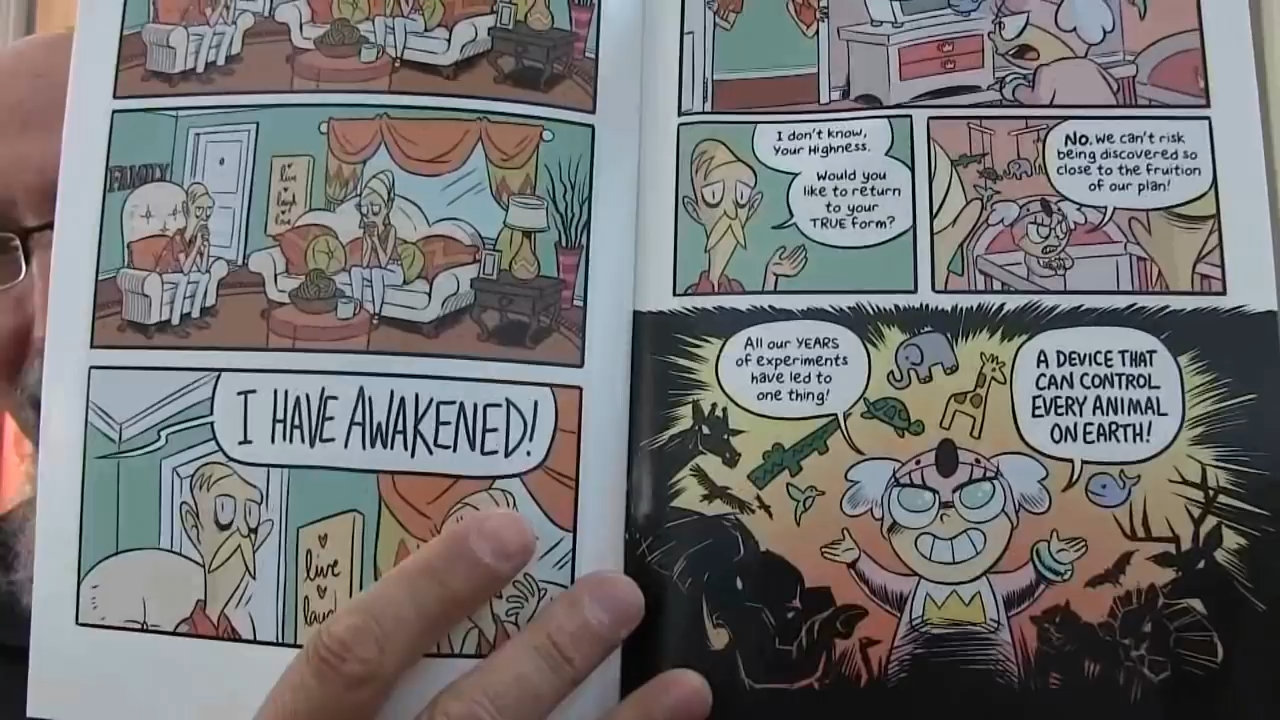 FAMILY
live
laugh
love
I HAVE AWAKENED!
live
laugh
I don't know,
Your Highness.
Would you
like to return
to your
TRUE form?
No. We can't risk
being discovered so
close to the fruition
of our plan!
All our YEARS
of experiments
have led to
one thing!
A DEVICE THAT
CAN CONTROL
EVERY ANIMAL
ON EARTH!